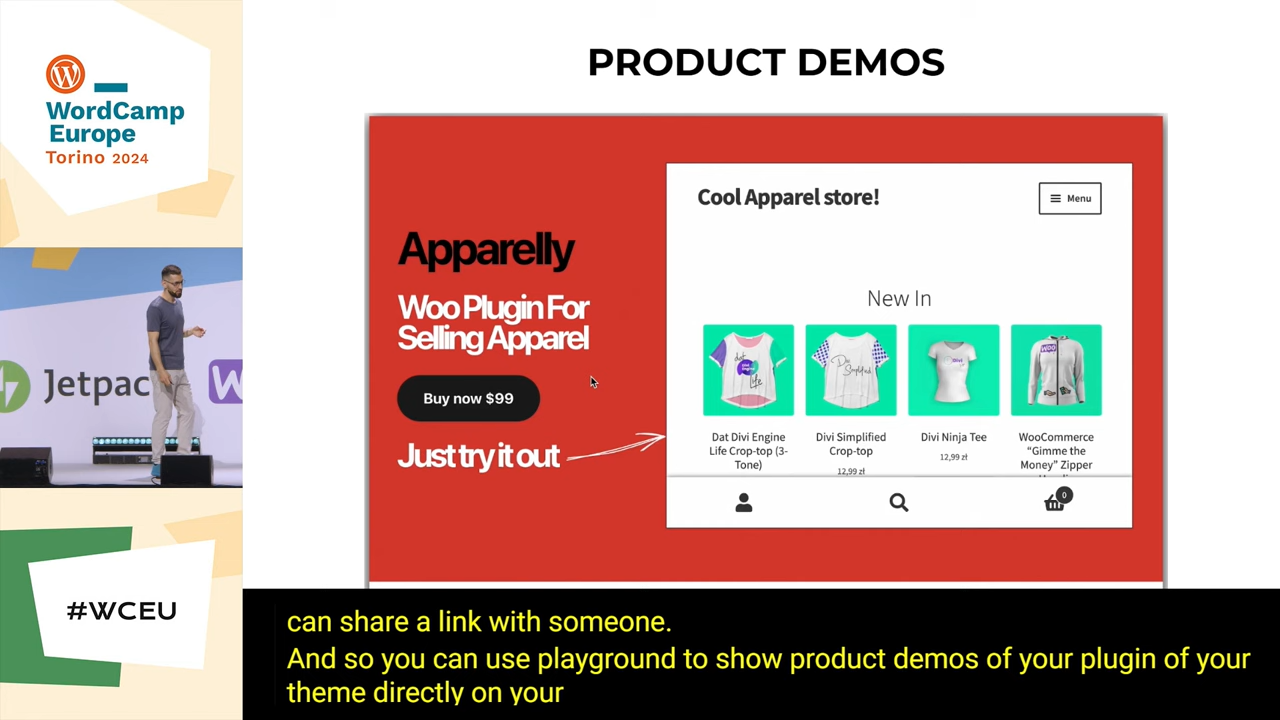 WordCamp
Europe
Torino 2024
Jetpac
W
#WCEU
PRODUCT DEMOS
Apparelly
Woo Plugin For
Selling Apparel
Buy now $99
Just try it out
Cool Apparel store!
Menu
New In
Dat Divi Engine
Life Crop-top (3-
Tone)
Divi Simplified
Crop-top
12,99 zł
Divi Ninja Tee
12,99 zł
WooCommerce
“Gimme the
Money” Zipper
0
can share a link with someone.
And so you can use playground to show product demos of your plugin of your
theme directly on your